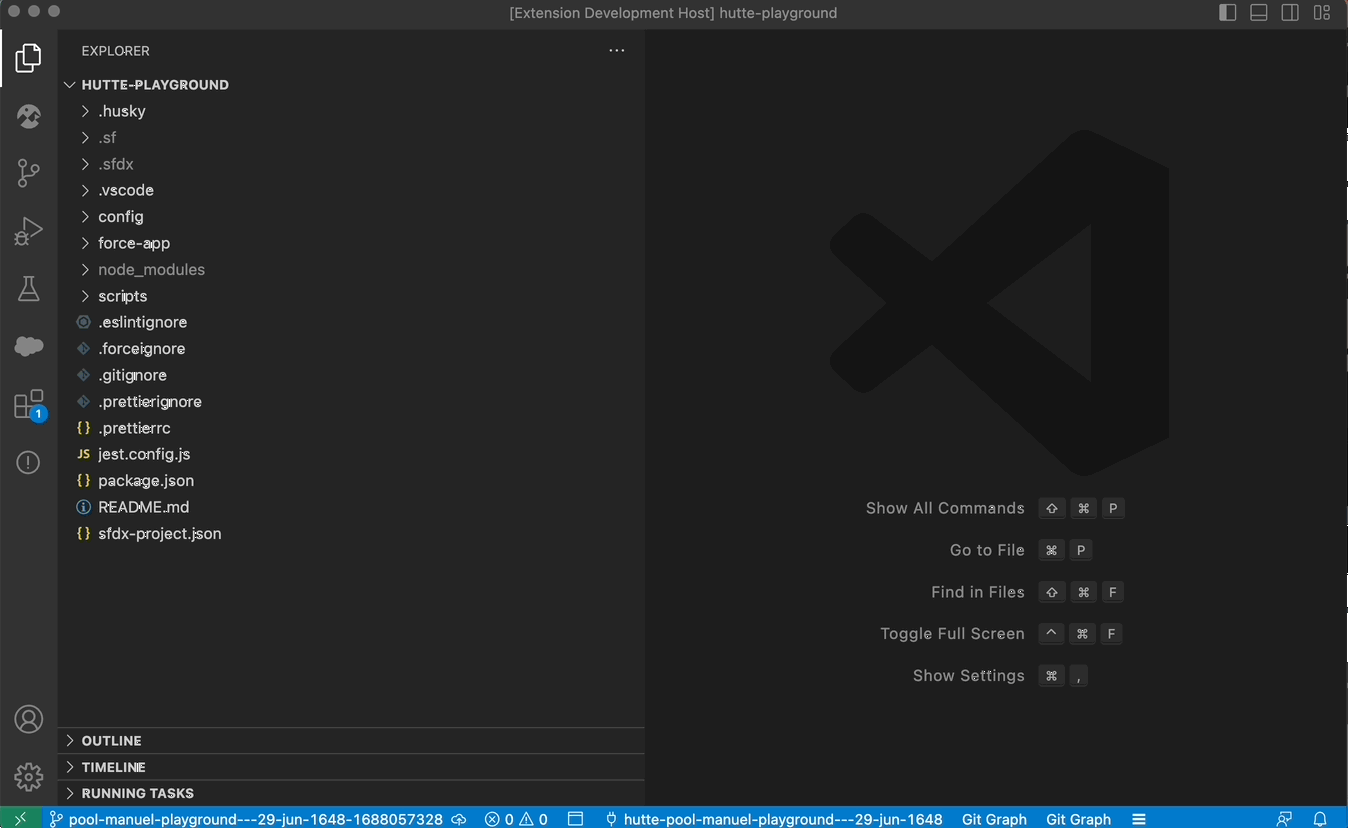 [Extension Development Host] hutte-playground
EXPLORER
HUTTE-PLAYGROUND
.husky
.sf
.sfdx
.vscode
config
force-app
node_modules
scripts
.eslintignore
.forceignore
.gitignore
.prettierignore
{} .prettierrc
JS jest.config.js
{} package.json
README.md
{} sfdx-project.json
1
Show All Commands ⇧ ⌘ P
Go to File ⌘ P
Find in Files ⇧ ⌘ F
Toggle Full Screen ^ ⌘ F
Show Settings ⌘ ,
OUTLINE
TIMELINE
RUNNING TASKS
pool-manuel-playground---29-jun-1648-1688057328 0 0 hutte-pool-manuel-playground---29-jun-1648 Git Graph Git Graph